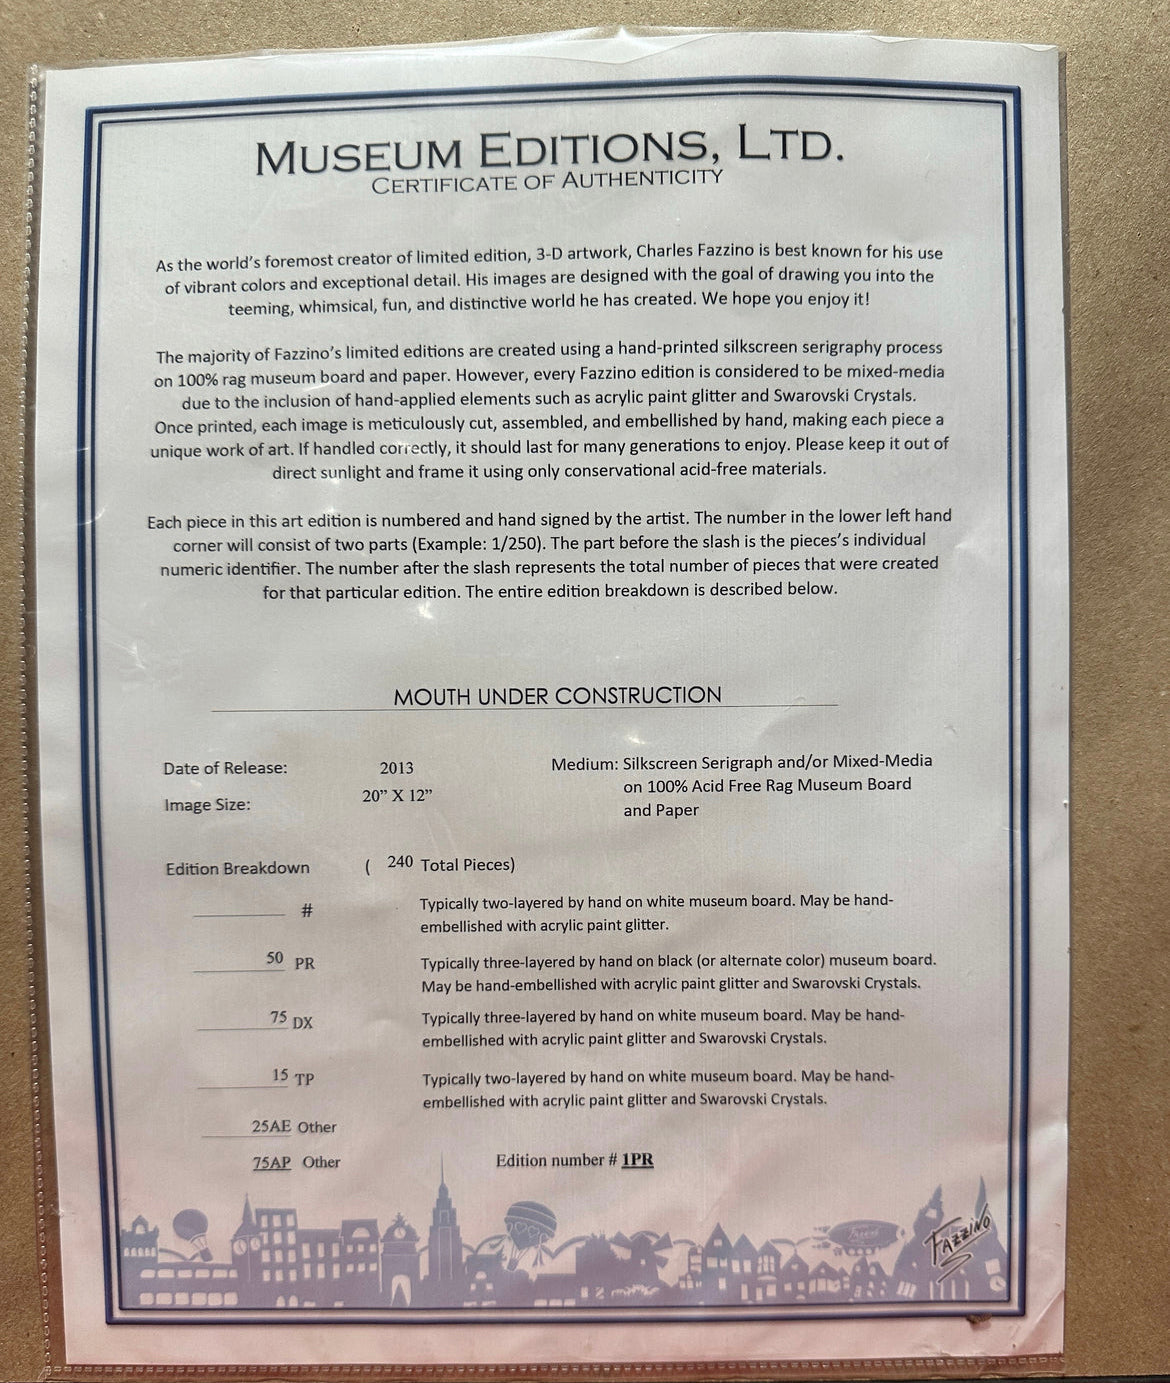 MUSEUM EDITIONS, LTD.
CERTIFICATE OF AUTHENTICITY
As the world's foremost creator of limited edition, 3-D artwork, Charles Fazzino is best known for his use
of vibrant colors and exceptional detail. His images are designed with the goal of drawing you into the
teeming, whimsical, fun, and distinctive world he has created. We hope you enjoy it!
The majority of Fazzino's limited editions are created using a hand-printed silkscreen serigraphy process
on 100% rag museum board and paper. However, every Fazzino edition is considered to be mixed-media
due to the inclusion of hand-applied elements such as acrylic paint glitter and Swarovski Crystals.
Once printed, each image is meticulously cut, assembled, and embellished by hand, making each piece a
unique work of art. If handled correctly, it should last for many generations to enjoy. Please keep it out of
direct sunlight and frame it using only conservational acid-free materials.
Each piece in this art edition is numbered and hand signed by the artist. The number in the lower left hand
corner will consist of two parts (Example: 1/250). The part before the slash is the pieces's individual
numeric identifier. The number after the slash represents the total number of pieces that were created
for that particular edition. The entire edition breakdown is described below.
MOUTH UNDER CONSTRUCTION
Date of Release: 2013
Image Size: 20" X 12"
Medium: Silkscreen Serigraph and/or Mixed-Media
on 100% Acid Free Rag Museum Board
and Paper
Edition Breakdown ( 240 Total Pieces)
# Typically two-layered by hand on white museum board. May be hand-
embellished with acrylic paint glitter.
50 PR Typically three-layered by hand on black (or alternate color) museum board.
May be hand-embellished with acrylic paint glitter and Swarovski Crystals.
75 DX Typically three-layered by hand on white museum board. May be hand-
embellished with acrylic paint glitter and Swarovski Crystals.
15 TP Typically two-layered by hand on white museum board. May be hand-
embellished with acrylic paint glitter and Swarovski Crystals.
25AE Other
75AP Other Edition number # 1PR
FAZZINO